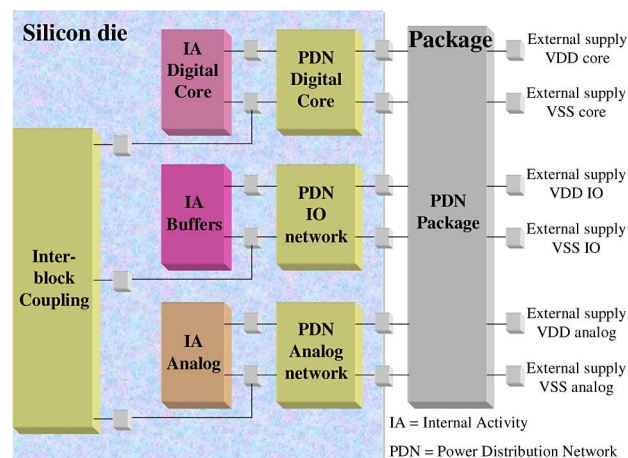 Silicon die
IA
Digital
Core
PDN
Digital
Core
Package
External supply
VDD core
External supply
VSS core
IA
Buffers
PDN
IO
network
PDN
Package
External supply
VDD IO
External supply
VSS IO
Inter-
block
Coupling
IA
Analog
PDN
Analog
network
External supply
VDD analog
External supply
VSS analog
IA = Internal Activity
PDN = Power Distribution Network